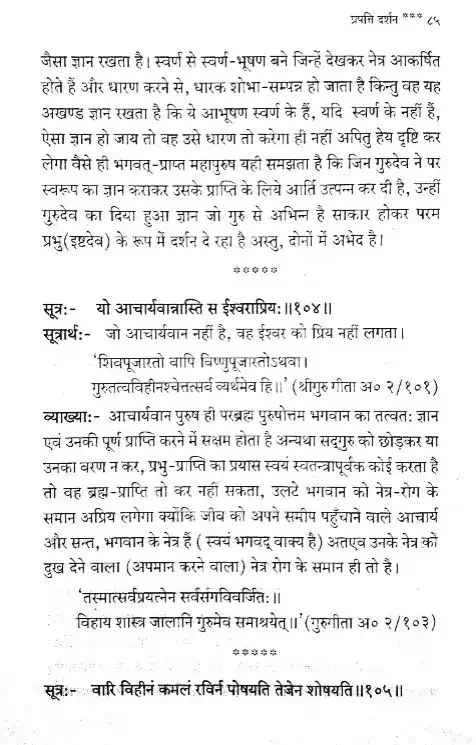 प्रपत्ति दर्शन *** ८५
जैसा ज्ञान रखता है। स्वर्ण से स्वर्ण-भूषण बने जिन्हें देखकर नेत्र आकर्षित
होते हैं और धारण करने से, धारक शोभा-सम्पन्न हो जाता है किन्तु वह यह
अखण्ड ज्ञान रखता है कि ये आभूषण स्वर्ण के हैं, यदि स्वर्ण के नहीं हैं,
ऐसा ज्ञान हो जाय तो वह उसे धारण तो करेगा ही नहीं अपितु हेय दृष्टि कर
लेगा वैसे ही भगवत्-प्राप्त महापुरुष यही समझता है कि जिन गुरुदेव ने पर
स्वरूप का ज्ञान कराकर उसके प्राप्ति के लिये आर्ति उत्पन्न कर दी है, उन्हीं
गुरुदेव का दिया हुआ ज्ञान जो गुरु से अभिन्न है साकार होकर परम
प्रभु(इष्टदेव) के रूप में दर्शन दे रहा है अस्तु, दोनों में अभेद है।
*****
सूत्र:- यो आचार्यवान्नास्ति स ईश्वराप्रियः॥१०४॥
सूत्रार्थ:- जो आचार्यवान नहीं है, वह ईश्वर को प्रिय नहीं लगता।
‘शिवपूजारतो वापि विष्णुपूजारतोऽथवा।
गुरुतत्वविहीनश्चेत्तत्सर्व व्यर्थमेव हि॥’ (श्रीगुरु गीता अ० २/१०१)
व्याख्या:- आचार्यवान पुरुष ही परब्रह्म पुरुषोत्तम भगवान का तत्वत: ज्ञान
एवं उनकी पूर्ण प्राप्ति करने में सक्षम होता है अन्यथा सद्गुरु को छोड़कर या
उनका वरण न कर, प्रभु-प्राप्ति का प्रयास स्वयं स्वतन्त्रापूर्वक कोई करता है
तो वह ब्रह्म-प्राप्ति तो कर नहीं सकता, उलटे भगवान को नेत्र-रोग के
समान अप्रिय लगेगा क्योंकि जीव को अपने समीप पहुँचाने वाले आचार्य
और सन्त, भगवान के नेत्र हैं ( स्वयं भगवद् वाक्य है) अतएव उनके नेत्र को
दुख देने वाला (अपमान करने वाला) नेत्र रोग के समान ही तो है।
‘तस्मात्सर्वप्रयत्नेन सर्वसंगविवर्जितः॥
विहाय शास्त्र जालानि गुरुमेव समाश्रयेत्॥’(गुरुगीता अ० २/१०३)
*****
सूत्र:- वारि विहीनं कमलं रविर्न पोषयति तेजेन शोषयति॥१०५॥